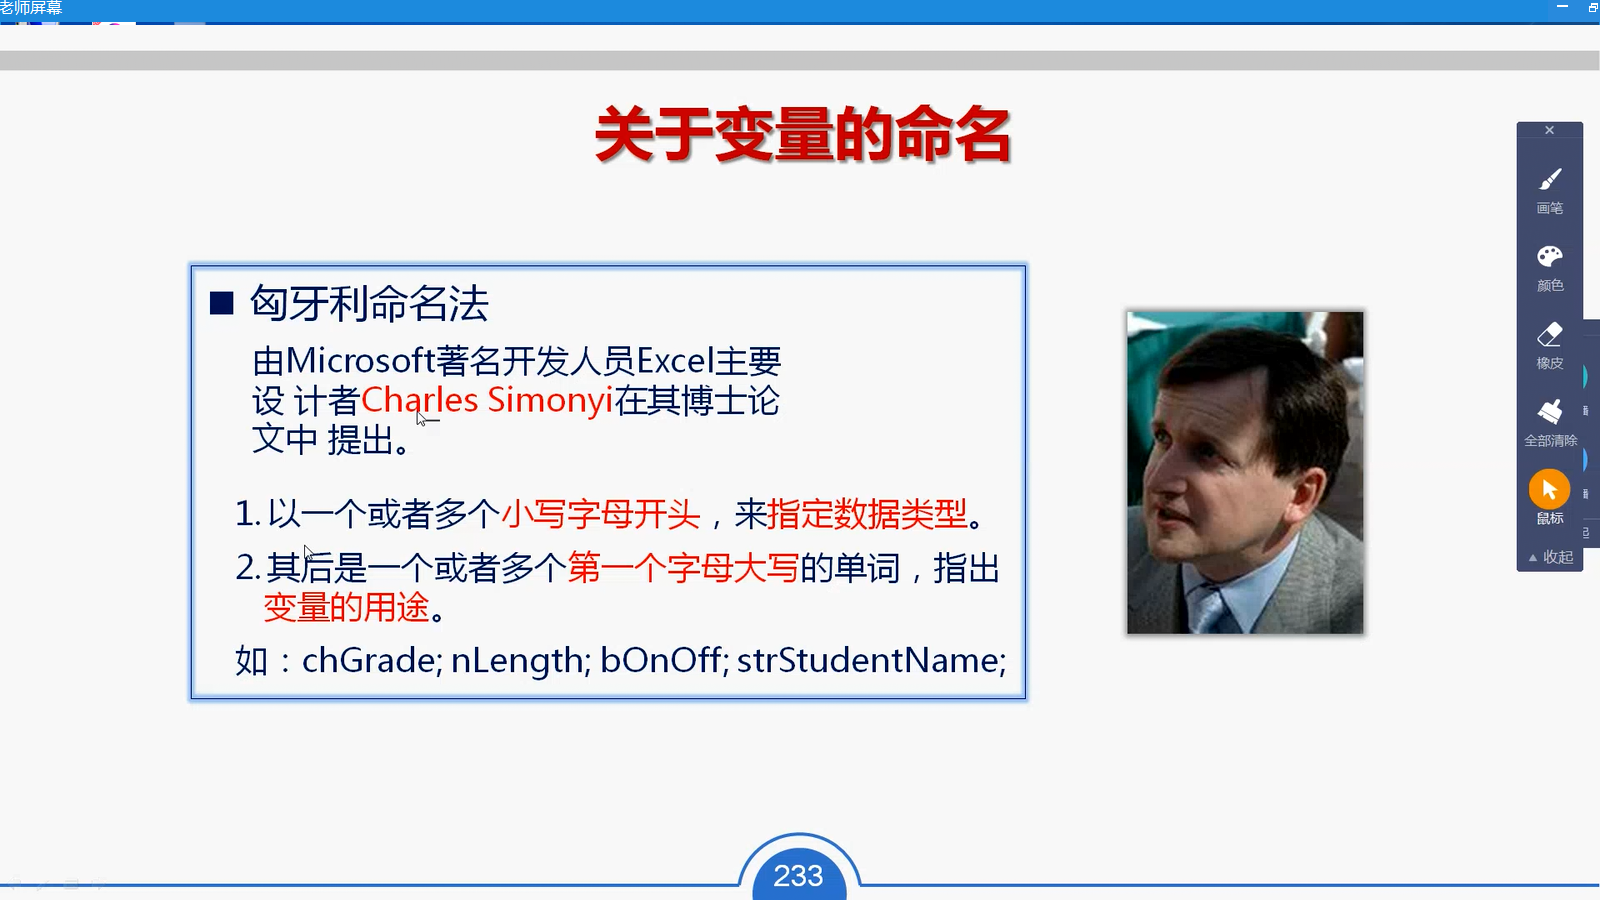 老师屏幕
关于变量的命名
■ 匈牙利命名法
由Microsoft著名开发人员Excel主要
设 计者Charles Simonyi在其博士论
文中 提出。
1. 以一个或者多个小写字母开头，来指定数据类型。
2. 其后是一个或者多个第一个字母大写的单词，指出
变量的用途。
如：chGrade; nLength; bOnOff; strStudentName;
画笔
颜色
橡皮
全部清除
鼠标
收起
233